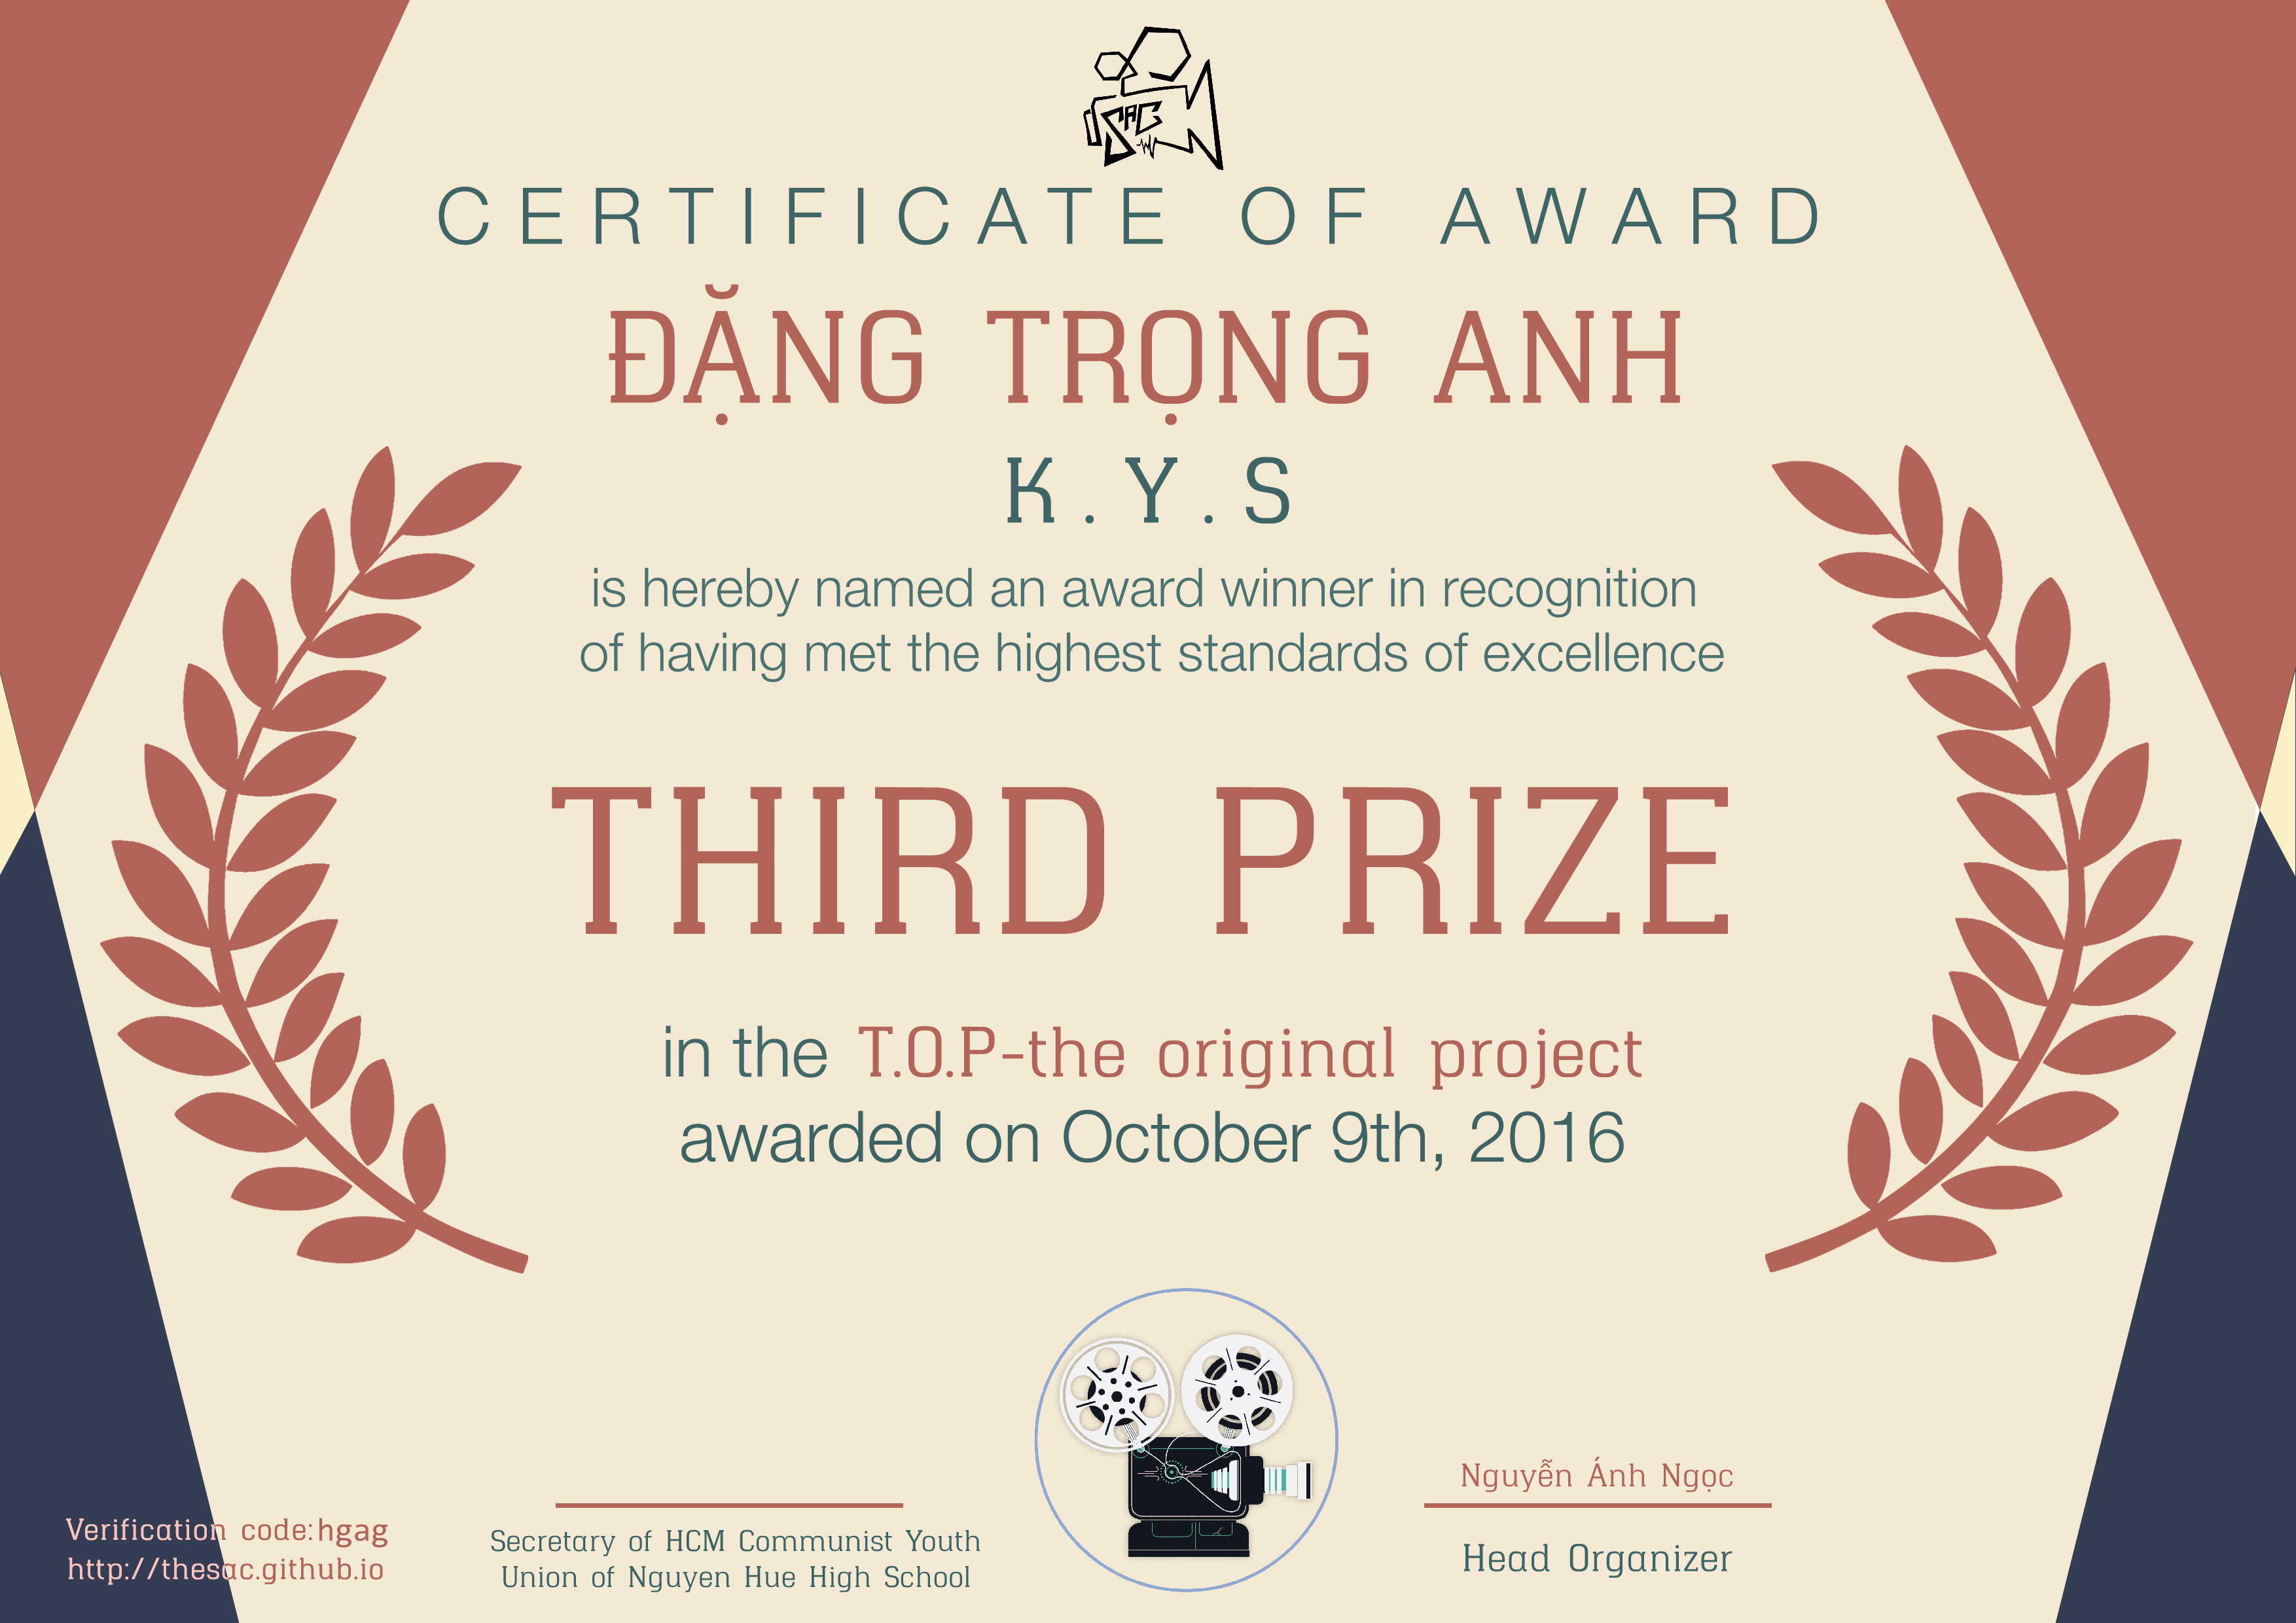 SAC
CERTIFICATE OF AWARD
ĐẶNG TRỌNG ANH
K.Y.S
is hereby named an award winner in recognition
of having met the highest standards of excellence
THIRD PRIZE
in the T.O.P-the original project
awarded on October 9th, 2016
Nguyễn Ánh Ngọc
Secretary of HCM Communist Youth
Union of Nguyen Hue High School
Head Organizer
Verification code:hgag
http://thesac.github.io